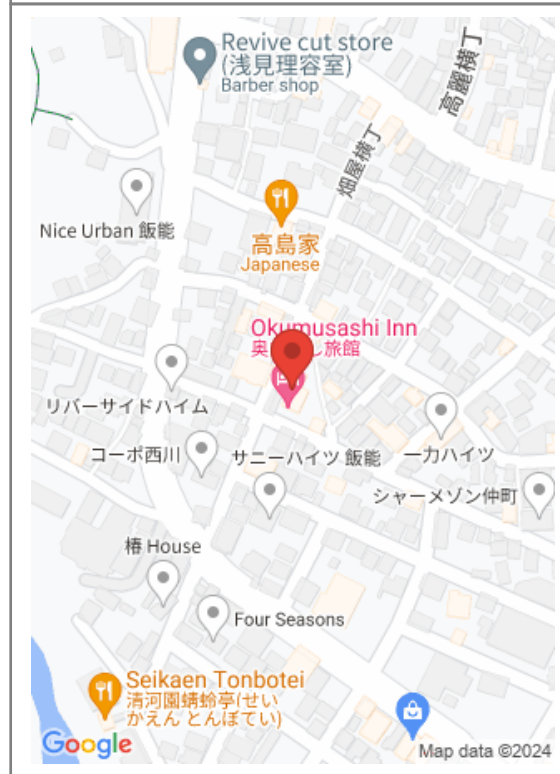 Revive cut store
(浅見理容室)
Barber shop
高麗横丁
畑屋横丁
Nice Urban 飯能
高島家
Japanese
Okumusashi Inn
奥 し旅館
リバーサイドハイム
コーポ西川
サニーハイツ 飯能
一力ハイツ
シャーメゾン仲町
椿 House
Four Seasons
Seikaen Tonbotei
清河園蜻蛉亭(せい
かえん とんぼてい)
Google
Map data ©2024